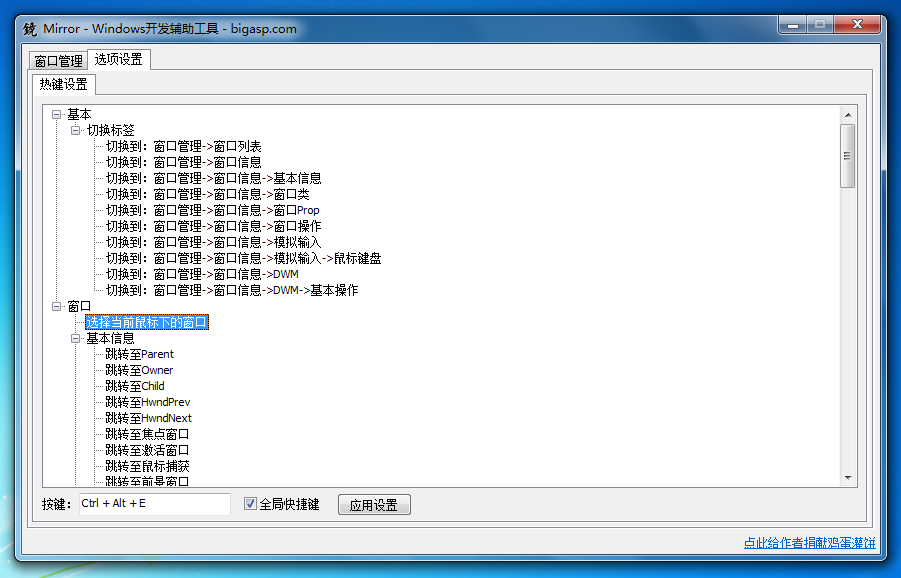 镜 Mirror - Windows开发辅助工具 - bigasp.com
窗口管理 选项设置
热键设置
基本
切换标签
切换到：窗口管理->窗口列表
切换到：窗口管理->窗口信息
切换到：窗口管理->窗口信息->基本信息
切换到：窗口管理->窗口信息->窗口类
切换到：窗口管理->窗口信息->窗口Prop
切换到：窗口管理->窗口信息->窗口操作
切换到：窗口管理->窗口信息->模拟输入
切换到：窗口管理->窗口信息->模拟输入->鼠标键盘
切换到：窗口管理->窗口信息->DWM
切换到：窗口管理->窗口信息->DWM->基本操作
窗口
选择当前鼠标下的窗口
基本信息
跳转至Parent
跳转至Owner
跳转至Child
跳转至HwndPrev
跳转至HwndNext
跳转至焦点窗口
跳转至激活窗口
跳转至鼠标捕获
跳转至前景窗口
按键： Ctrl + Alt + E 全局快捷键 应用设置
点此给作者捐献鸡蛋灌饼